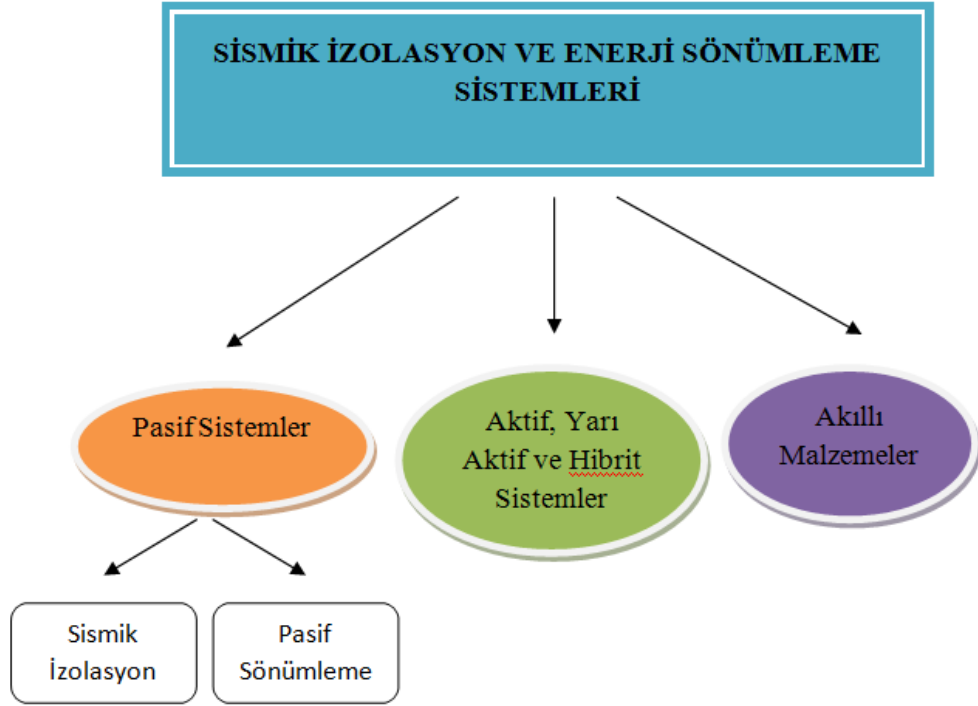 SİSMİK İZOLASYON VE ENERJİ SÖNÜMLEME
SİSTEMLERİ
Pasif Sistemler
Aktif, Yarı
Aktif ve Hibrit
Sistemler
Akıllı
Malzemeler
Sismik
İzolasyon
Pasif
Sönümleme